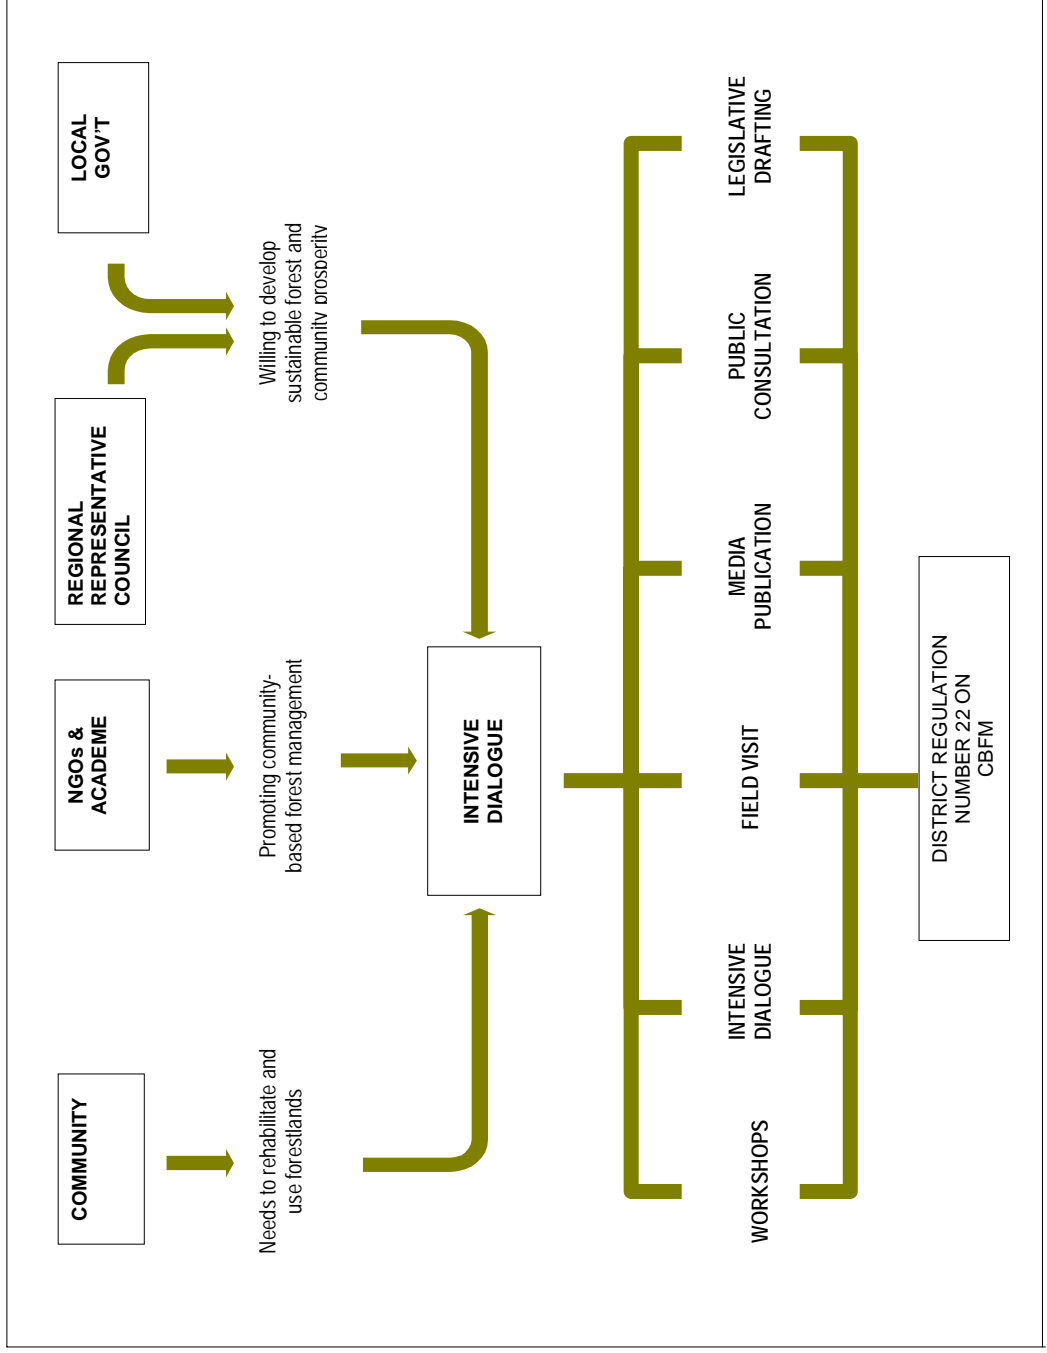 COMMUNITY
NGOs &
ACADEME
REGIONAL
REPRESENTATIVE
COUNCIL
LOCAL
GOV'T
Needs to rehabilitate and
use forestlands
Promoting community-
based forest management
Willing to develop
sustainable forest and
community prosperity
INTENSIVE
DIALOGUE
WORKSHOPS
INTENSIVE
DIALOGUE
FIELD VISIT
MEDIA
PUBLICATION
PUBLIC
CONSULTATION
LEGISLATIVE
DRAFTING
DISTRICT REGULATION
NUMBER 22 ON
CBFM